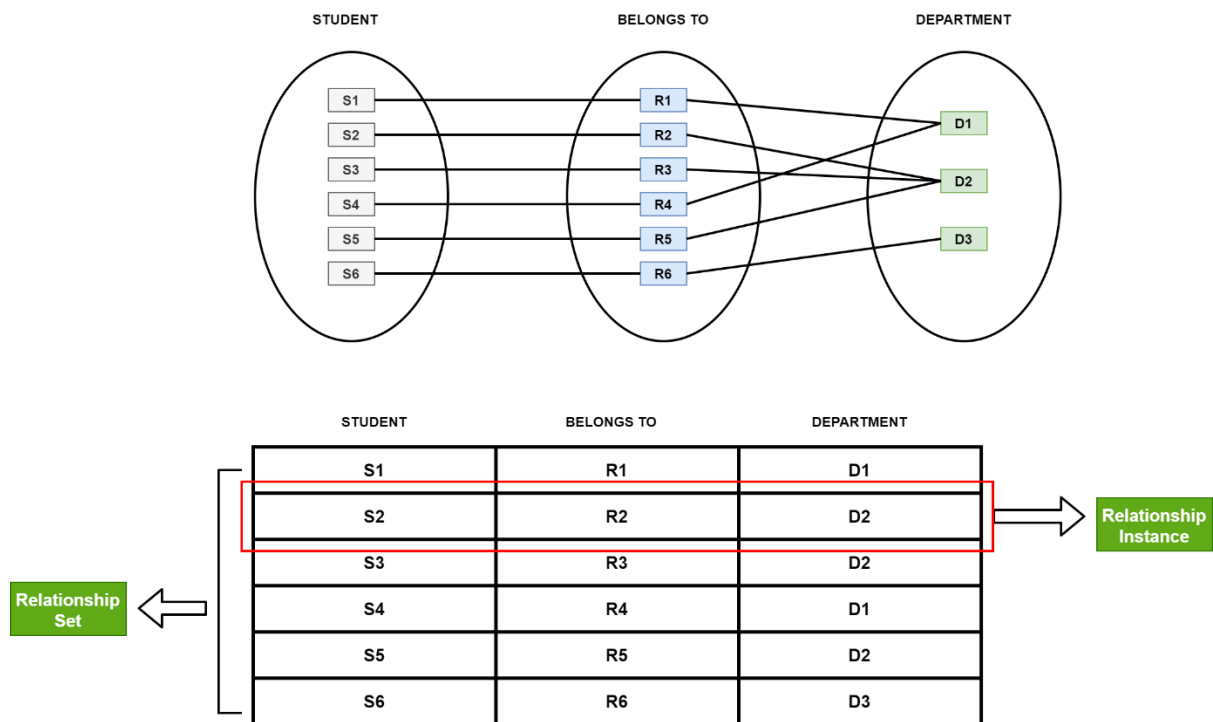 STUDENT BELONGS TO DEPARTMENT
S1 R1 D1
S2 R2
S3 R3 D2
S4 R4
S5 R5 D3
S6 R6
STUDENT BELONGS TO DEPARTMENT
S1 R1 D1
S2 R2 D2
Relationship
Instance
S3 R3 D2
Relationship
Set
S4 R4 D1
S5 R5 D2
S6 R6 D3